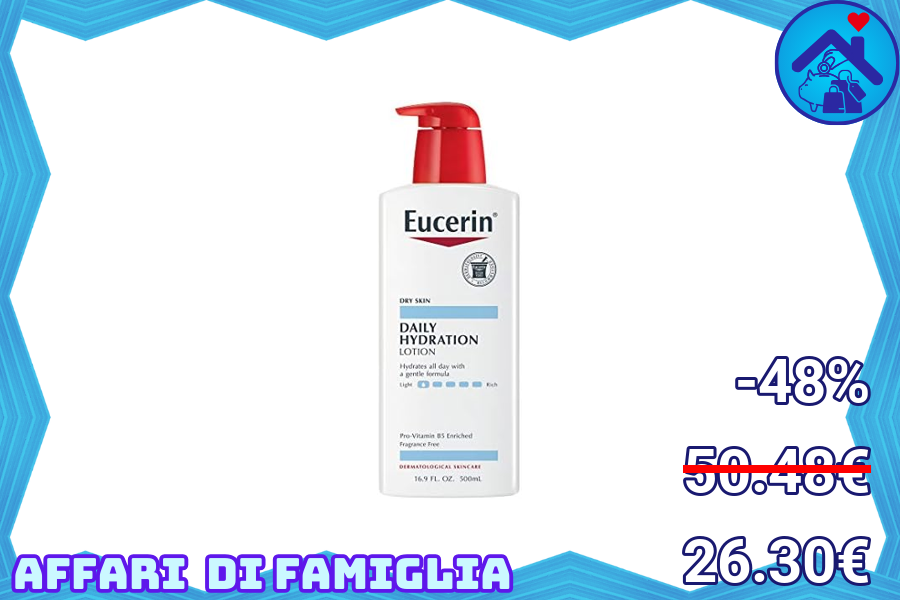 Eucerin®
DRY SKIN
DAILY
HYDRATION
LOTION
Hydrates all day with
a gentle formula
Light
Rich
Pro-Vitamin B5 Enriched
Fragrance Free
DERMATOLOGICAL SKINCARE
16.9 FL. OZ. 500mL
-48%
50.48€
26.30€
AFFARI DI FAMIGLIA